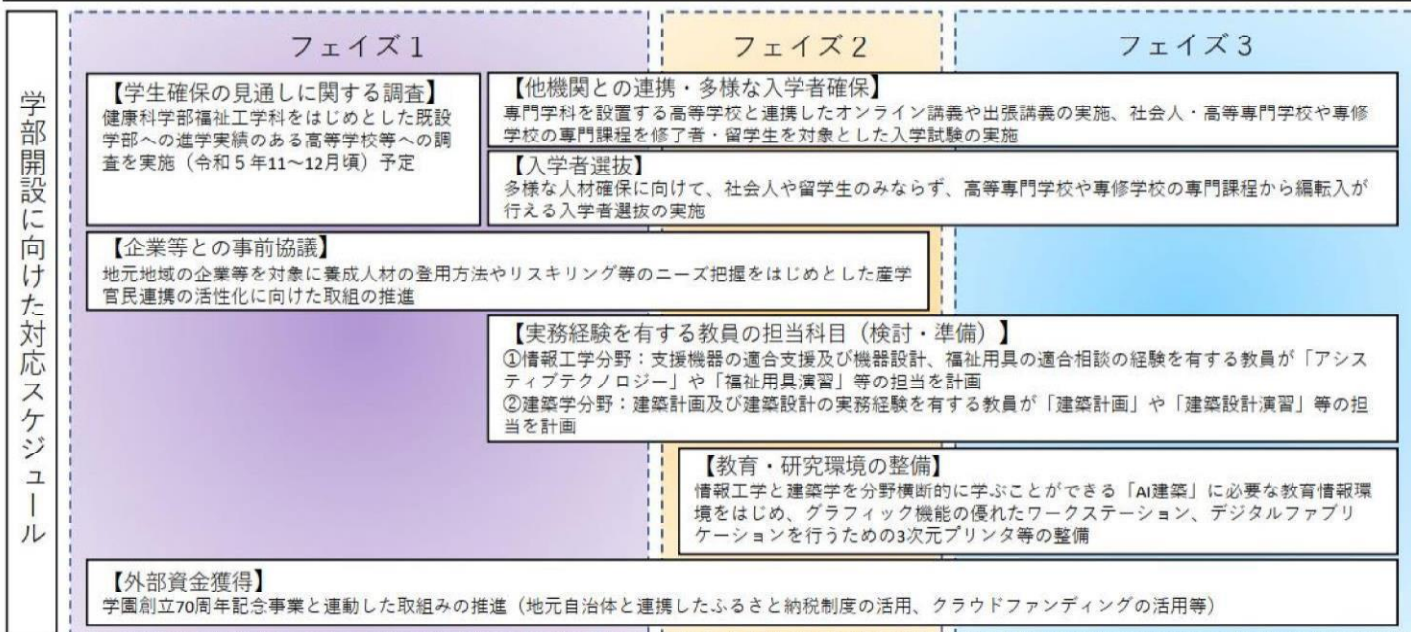 学部開設に向けた対応スケジュール
フェイズ1
フェイズ2
フェイズ3
【学生確保の見通しに関する調査】
健康科学部福祉工学科をはじめとした既設
学部への進学実績のある高等学校等への調
査を実施（令和５年11～12月頃）予定
【他機関との連携・多様な入学者確保】
専門学科を設置する高等学校と連携したオンライン講義や出張講義の実施、社会人・高等専門学校や専修
学校の専門課程を修了者・留学生を対象とした入学試験の実施
【入学者選抜】
多様な人材確保に向けて、社会人や留学生のみならず、高等専門学校や専修学校の専門課程から編転入が
行える入学者選抜の実施
【企業等との事前協議】
地元地域の企業等を対象に養成人材の登用方法やリスキリング等のニーズ把握をはじめとした産学
官民連携の活性化に向けた取組の推進
【実務経験を有する教員の担当科目（検討・準備）】
①情報工学分野：支援機器の適合支援及び機器設計、福祉用具の適合相談の経験を有する教員が「アシス
ティブテクノロジー」や「福祉用具演習」等の担当を計画
②建築学分野：建築計画及び建築設計の実務経験を有する教員が「建築計画」や「建築設計演習」等の担
当を計画
【教育・研究環境の整備】
情報工学と建築学を分野横断的に学ぶことができる「AI建築」に必要な教育情報環
境をはじめ、グラフィック機能の優れたワークステーション、デジタルファブリ
ケーションを行うための3次元プリンタ等の整備
【外部資金獲得】
学園創立70周年記念事業と連動した取組みの推進（地元自治体と連携したふるさと納税制度の活用、クラウドファンディングの活用等）